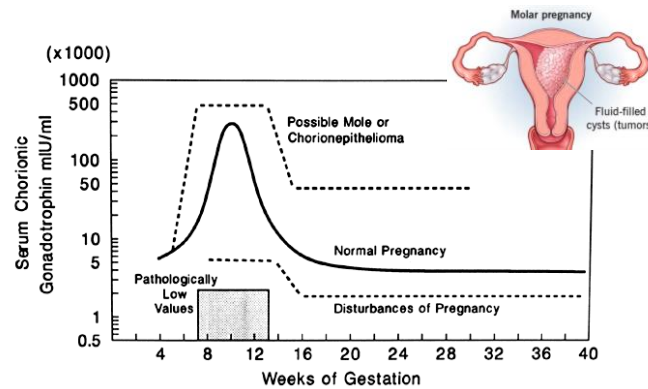 Molar pregnancy
Fluid-filled
cysts (tumors
(x1000)
1000
500
100
50
10
5
1
0.5
Serum Chorionic
Gonadotrophin mIU/ml
Possible Mole or
Chorionepithelioma
Normal Pregnancy
Pathologically
Low
Values
Disturbances of Pregnancy
4 8 12 16 20 24 28 32 36 40
Weeks of Gestation